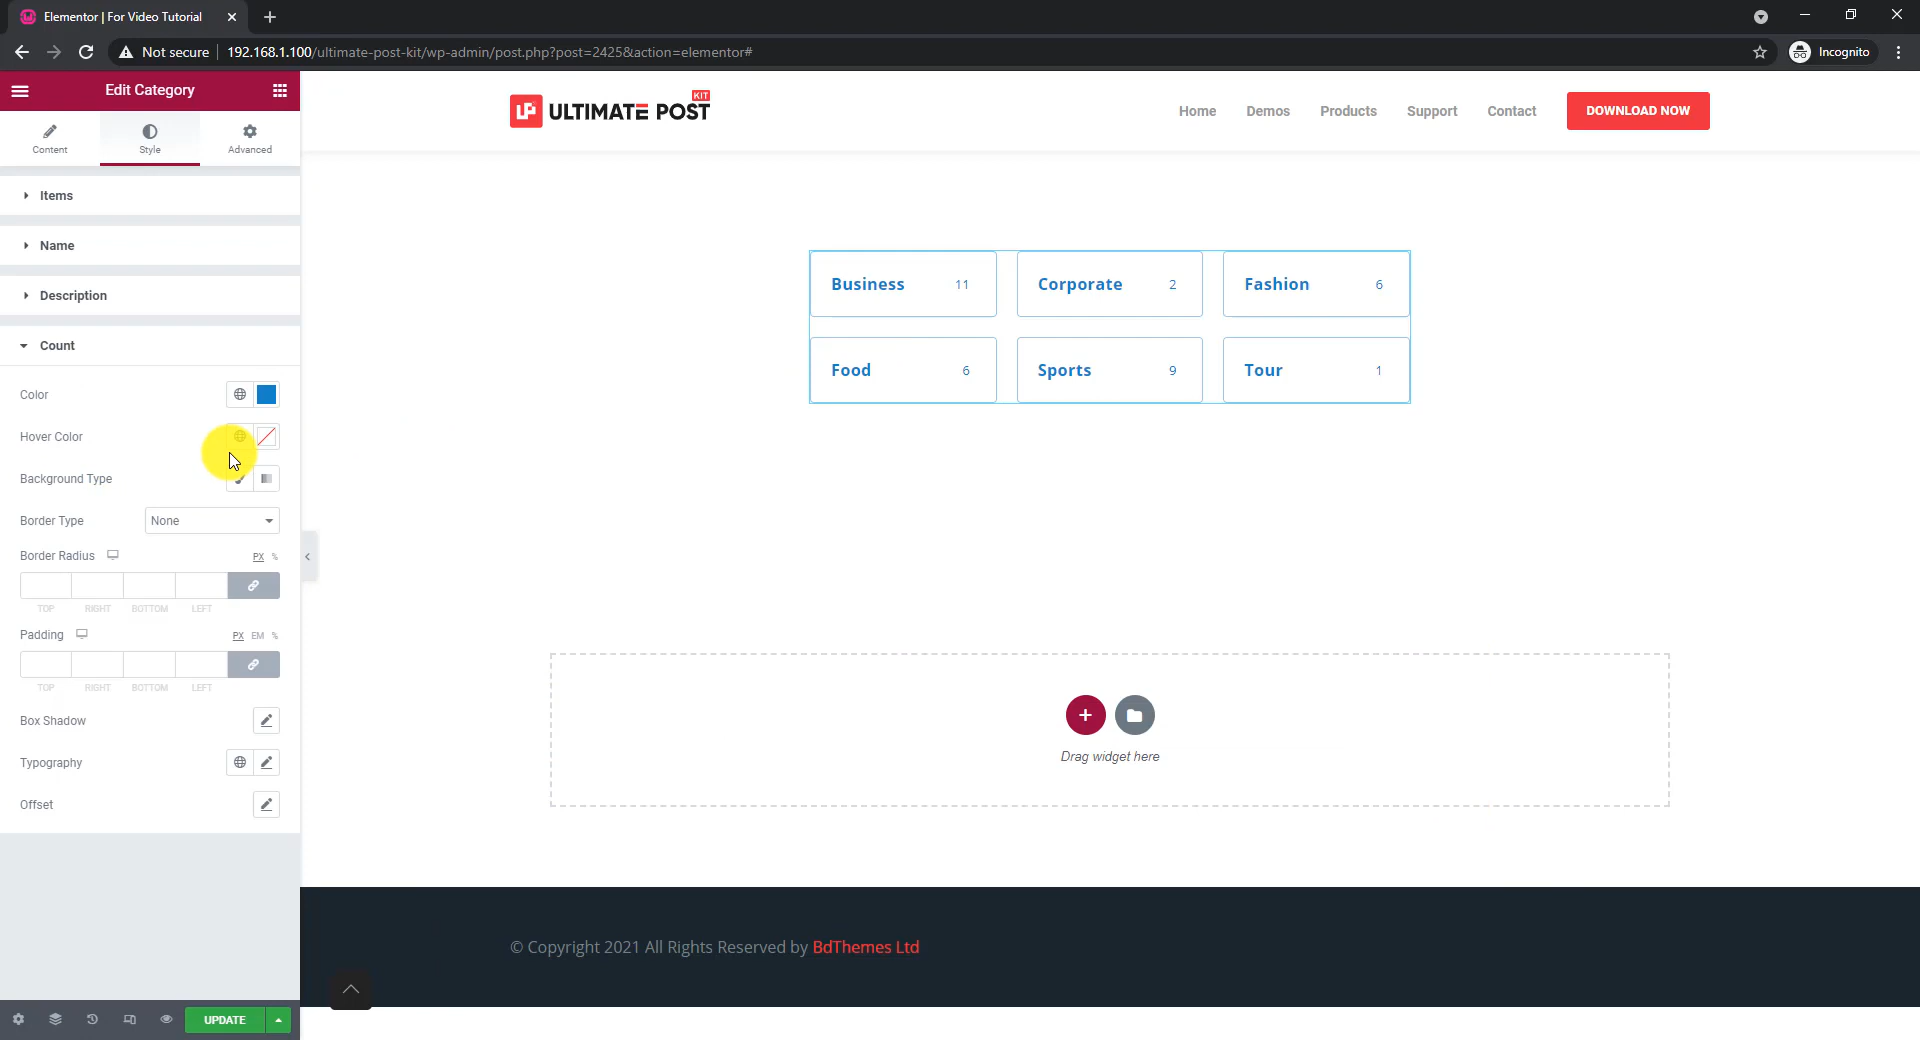 Elementor | For Video Tutorial
Not secure
192.168.1.100/ultimate-post-kit/wp-admin/post.php?post=2425&action=elementor#
Incognito
Edit Category
Content
Style
Advanced
Items
Name
Description
Count
Color
Hover Color
Background Type
Border Type
None
Border Radius
PX %
TOP RIGHT BOTTOM LEFT
Padding
PX EM %
TOP RIGHT BOTTOM LEFT
Box Shadow
Typography
Offset
UPDATE
ULTIMATE POST KIT
Home
Demos
Products
Support
Contact
DOWNLOAD NOW
Business 11
Corporate 2
Fashion 6
Food 6
Sports 9
Tour 1
Drag widget here
© Copyright 2021 All Rights Reserved by BdThemes Ltd